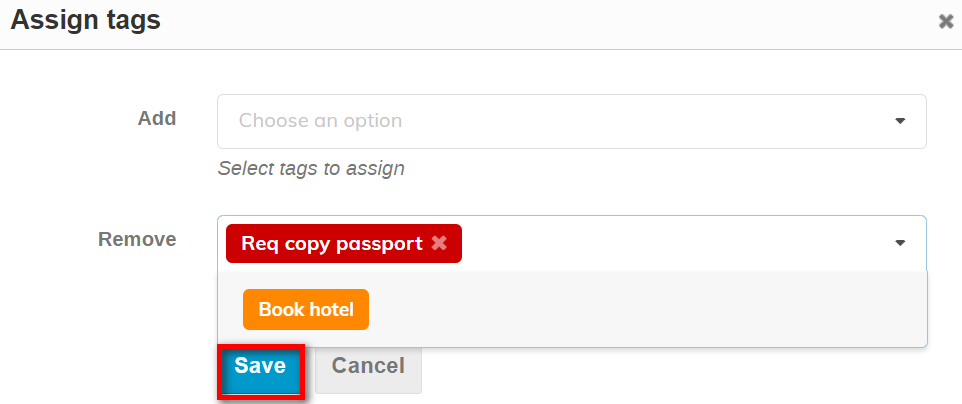 Assign tags
Add
Choose an option
Select tags to assign
Remove
Req copy passport
Book hotel
Save
Cancel